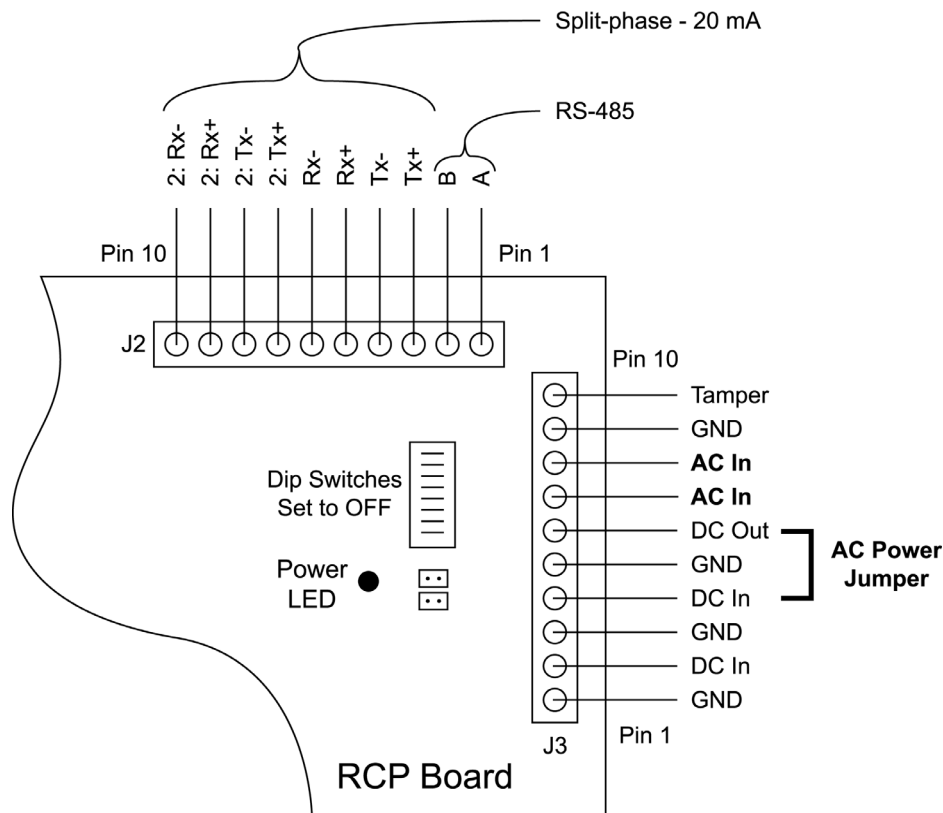 Split-phase - 20 mA
RS-485
2: Rx-
2: Rx+
2: Tx-
2: Tx+
Rx-
Rx+
Tx-
Tx+
B
A
Pin 10
Pin 1
J2
Pin 10
Tamper
GND
AC In
AC In
DC Out
GND
DC In
GND
DC In
GND
AC Power
Jumper
Dip Switches
Set to OFF
Power
LED
J3
Pin 1
RCP Board